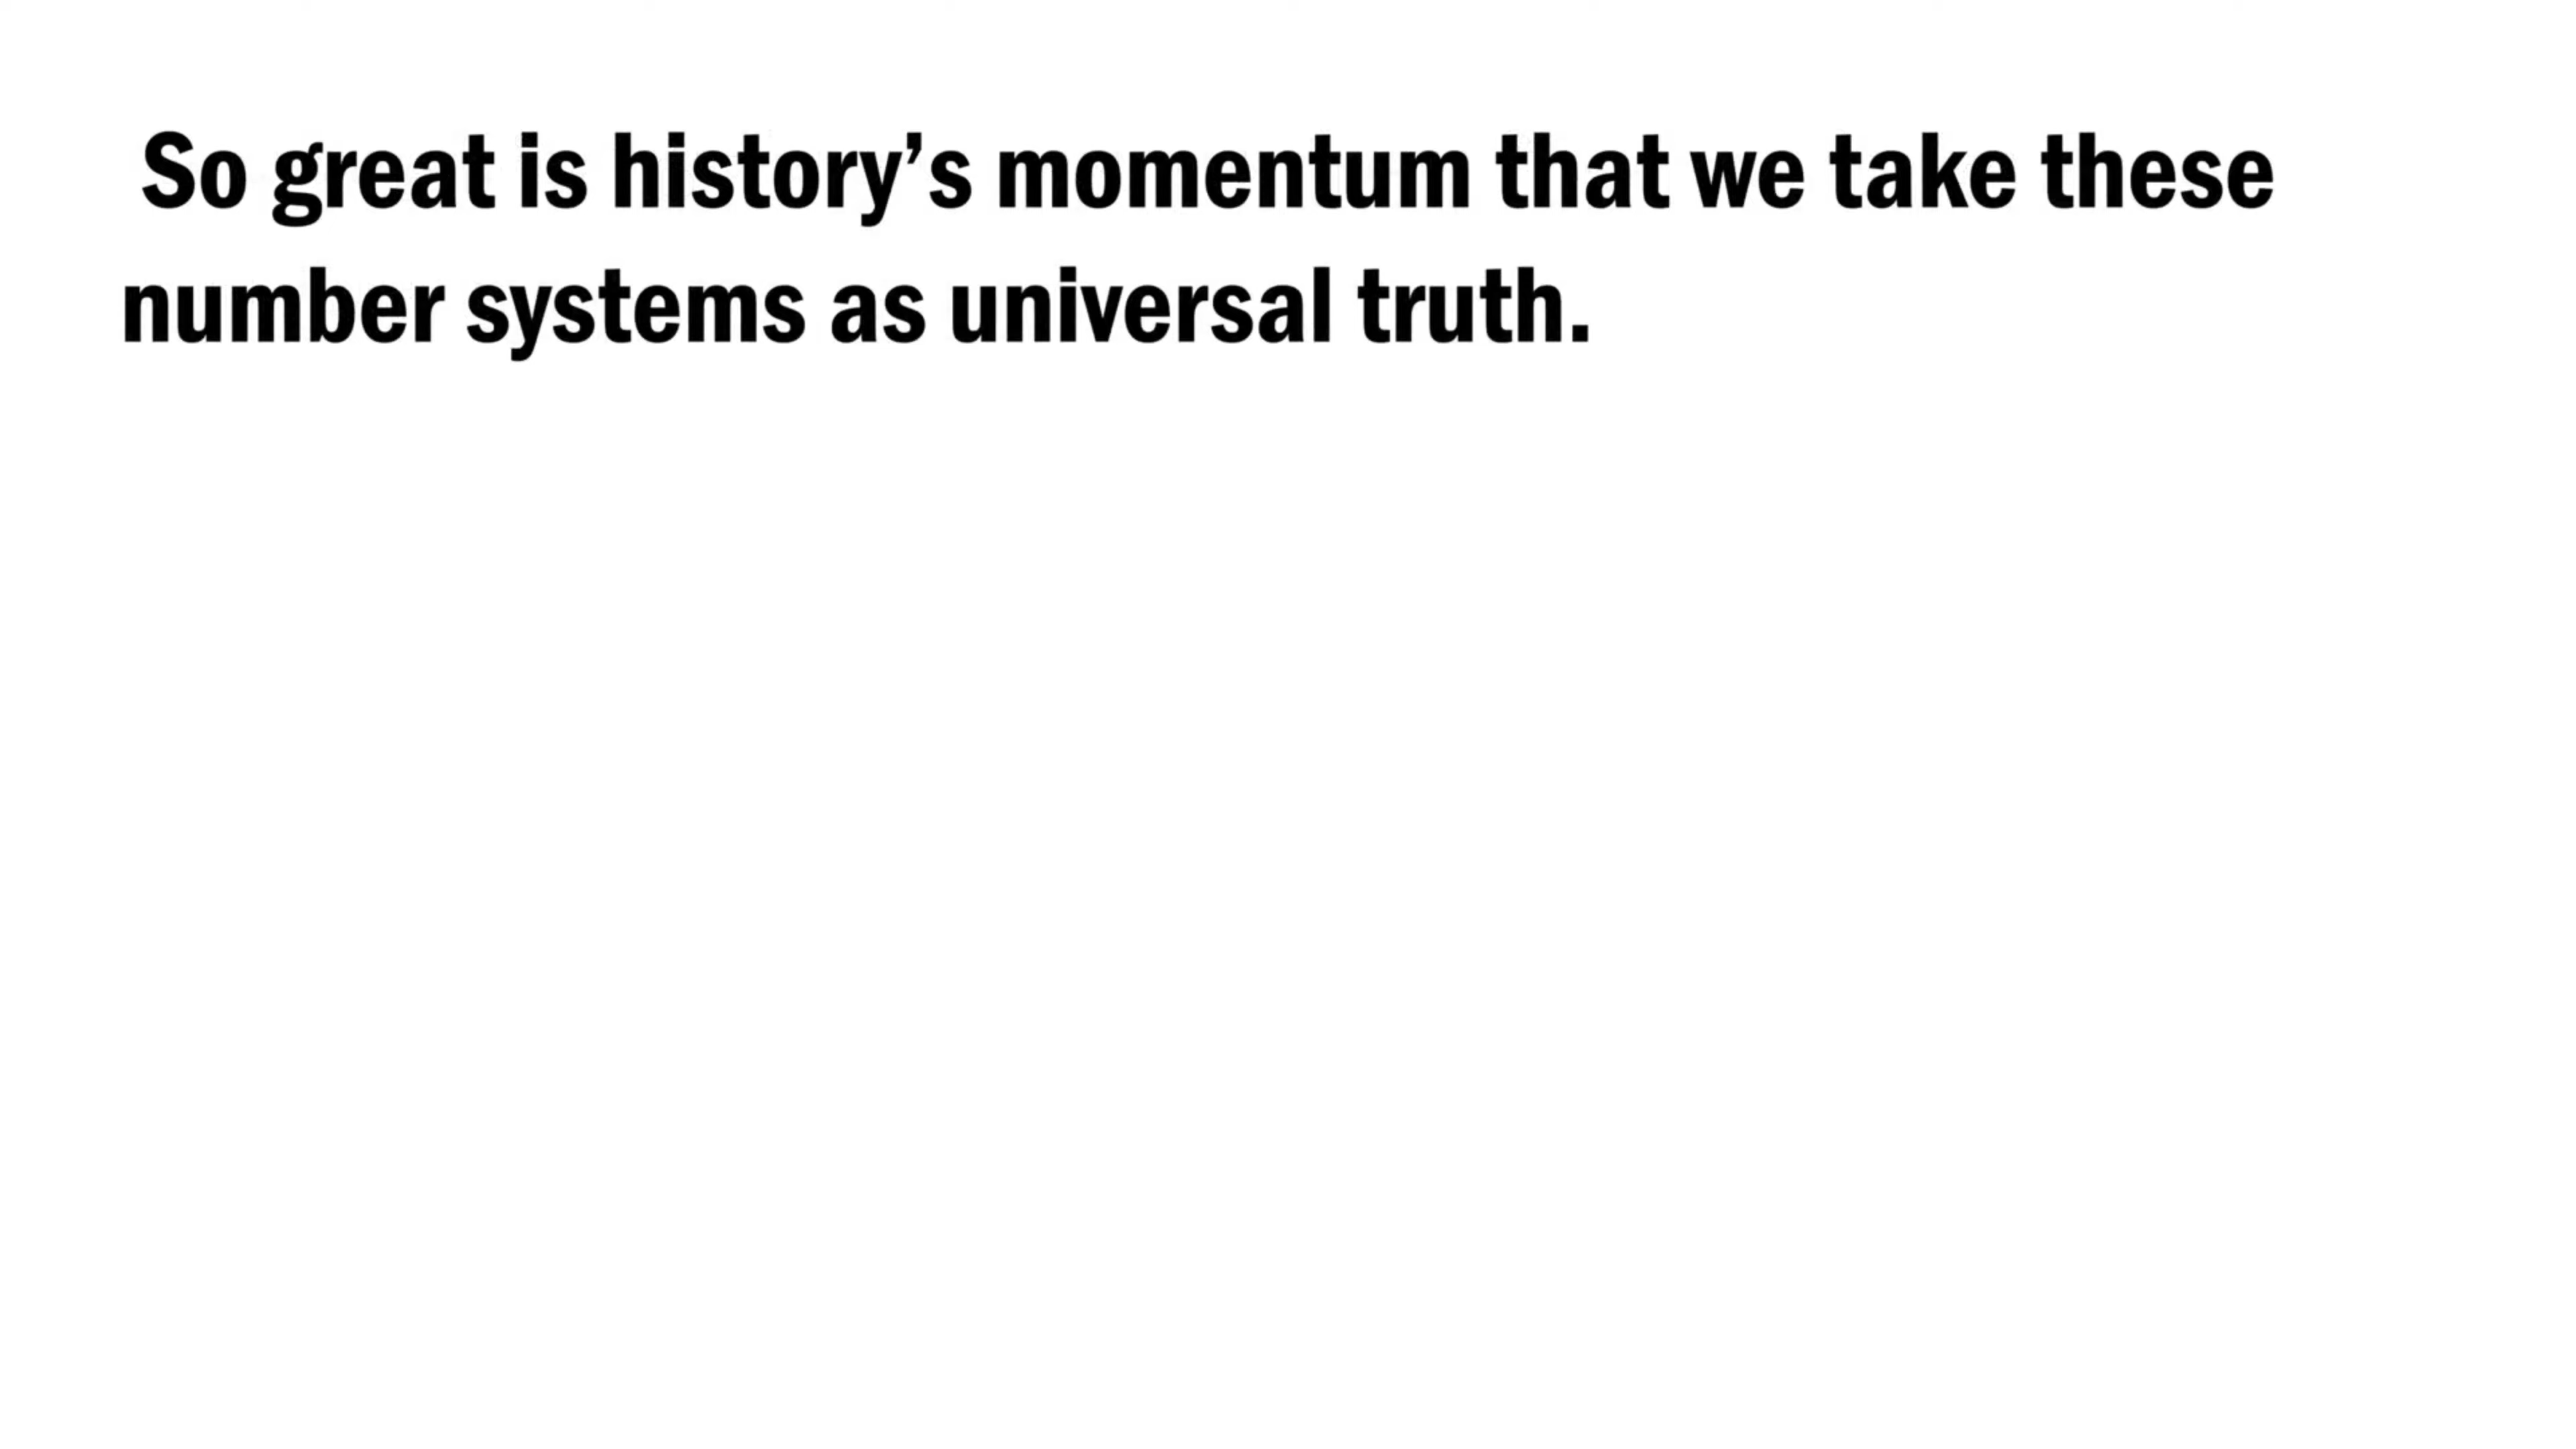 So great is history’s momentum that we take these
number systems as universal truth.